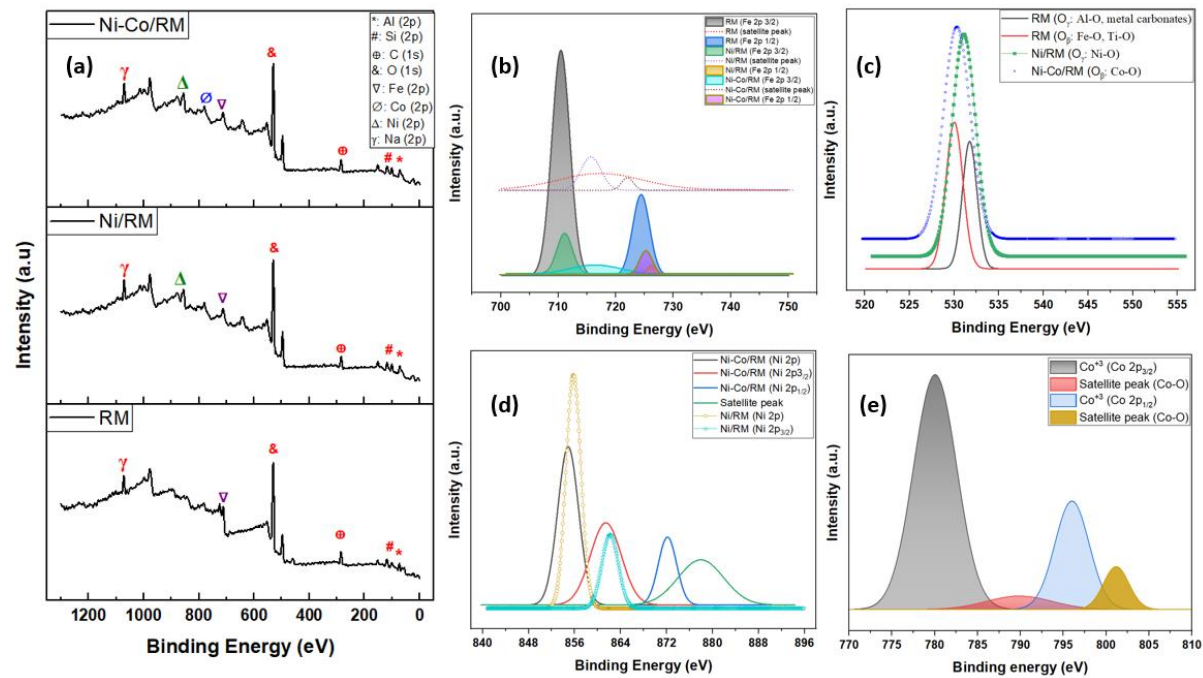 Ni-Co/RM
(a)
*: Al (2p)
#: Si (2p)
⊕: C (1s)
&: O (1s)
∇: Fe (2p)
Ø: Co (2p)
Δ: Ni (2p)
γ: Na (2p)
γ
Δ
Ø
∇
&
⊕
#
*
Ni/RM
γ
Δ
∇
&
⊕
#
*
RM
γ
∇
&
⊕
#
*
Intensity (a.u)
1200 1000 800 600 400 200 0
Binding Energy (eV)
(b)
RM (Fe 2p 3/2)
RM (satellite peak)
RM (Fe 2p 1/2)
Ni/RM (Fe 2p 3/2)
Ni/RM (satellite peak)
Ni/RM (Fe 2p 1/2)
Ni-Co/RM (Fe 2p 3/2)
Ni-Co/RM (satellite peak)
Ni-Co/RM (Fe 2p 1/2)
Intensity (a.u.)
700 710 720 730 740 750
Binding Energy (eV)
(c)
RM (Oγ: Al-O, metal carbonates)
RM (Oβ: Fe-O, Ti-O)
Ni/RM (Oγ: Ni-O)
Ni-Co/RM (Oβ: Co-O)
Intensity (a.u.)
520 525 530 535 540 545 550 555
Binding Energy (eV)
(d)
Ni-Co/RM (Ni 2p)
Ni-Co/RM (Ni 2p3/2)
Ni-Co/RM (Ni 2p1/2)
Satellite peak
Ni/RM (Ni 2p)
Ni/RM (Ni 2p3/2)
Intensity (a.u.)
840 848 856 864 872 880 888 896
Binding Energy (eV)
(e)
Co+3 (Co 2p3/2)
Satellite peak (Co-O)
Co+3 (Co 2p1/2)
Satellite peak (Co-O)
Intensity (a.u.)
770 780 790 800 810
Binding energy (eV)